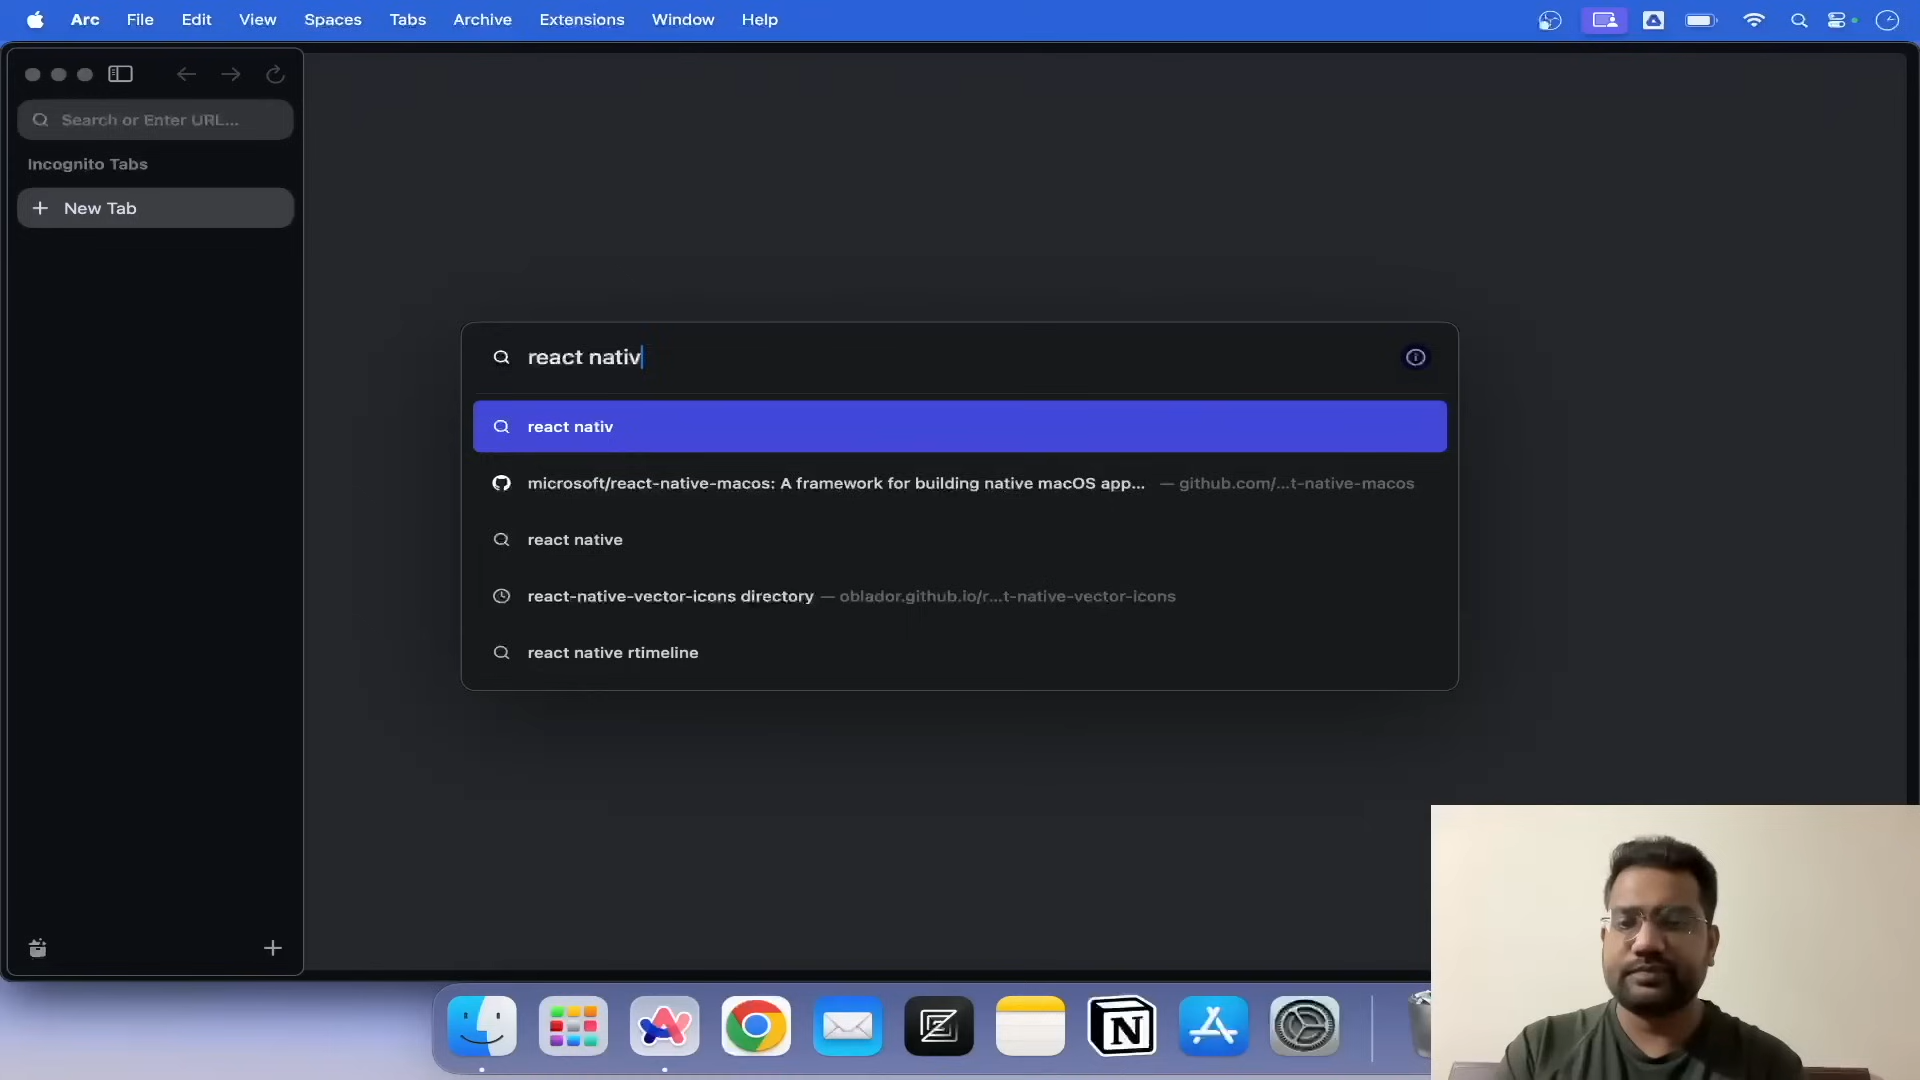 Arc File Edit View Spaces Tabs Archive Extensions Window Help
Search or Enter URL...
Incognito Tabs
New Tab
react nativ
react nativ
microsoft/react-native-macos: A framework for building native macOS app... — github.com/...t-native-macos
react native
react-native-vector-icons directory — oblador.github.io/r...t-native-vector-icons
react native rtimeline